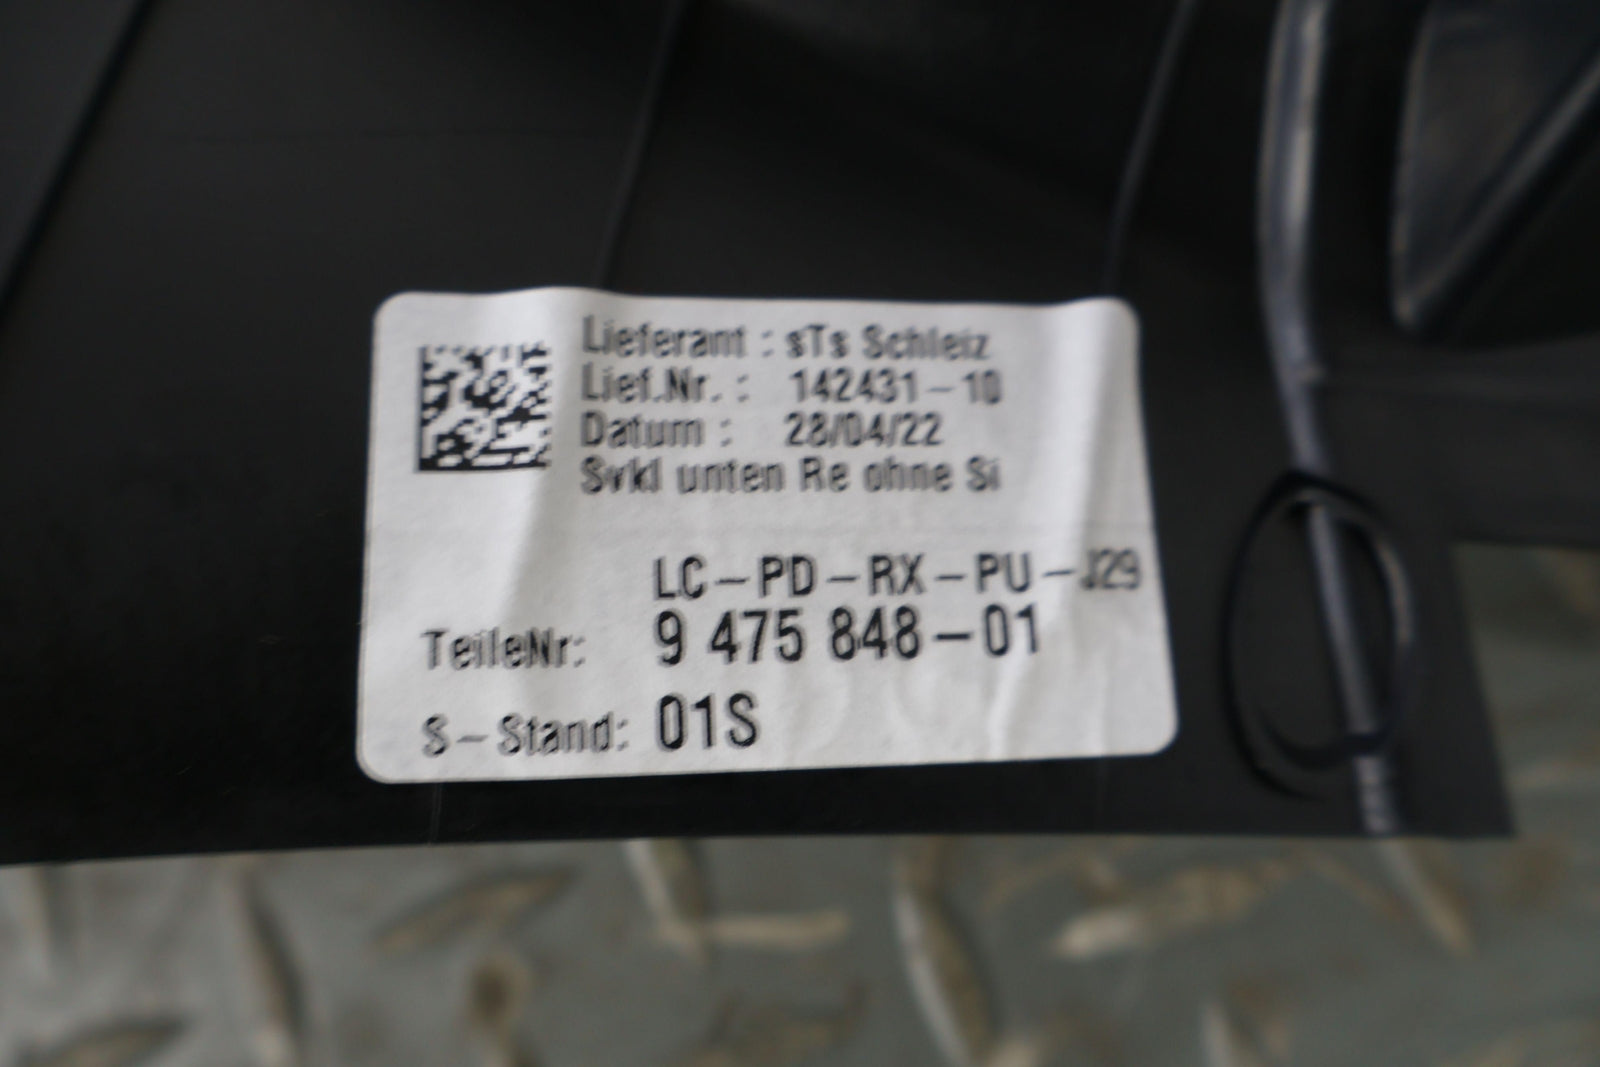 Lieferant : sTs Schleiz
Lief.Nr. : 142431-10
Datum : 28/04/22
Svkl unten Re ohne Si
LC-PD-RX-PU-J29
TeileNr: 9 475 848-01
S-Stand: 01S